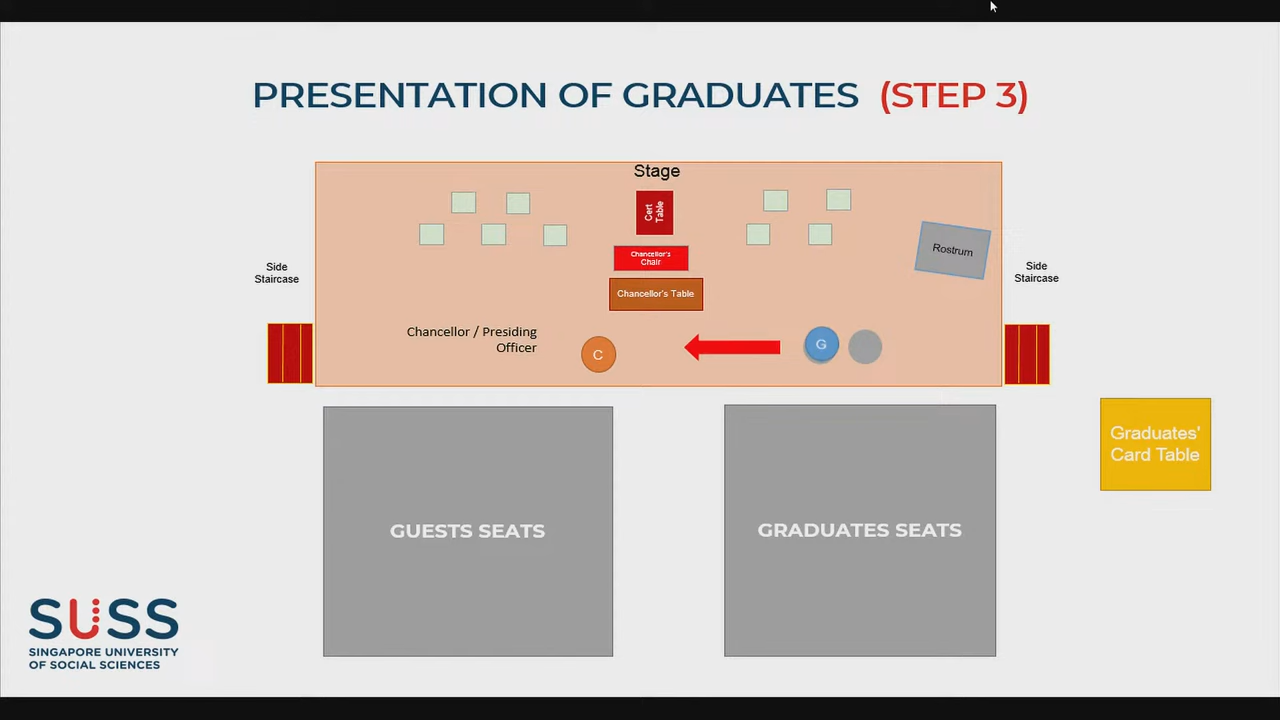 PRESENTATION OF GRADUATES (STEP 3)
Stage
Cert
Table
Chancellor's
Chair
Chancellor's Table
Rostrum
Side
Staircase
Side
Staircase
Chancellor / Presiding
Officer
C
G
Graduates'
Card Table
GUESTS SEATS
GRADUATES SEATS
SUSS
SINGAPORE UNIVERSITY
OF SOCIAL SCIENCES